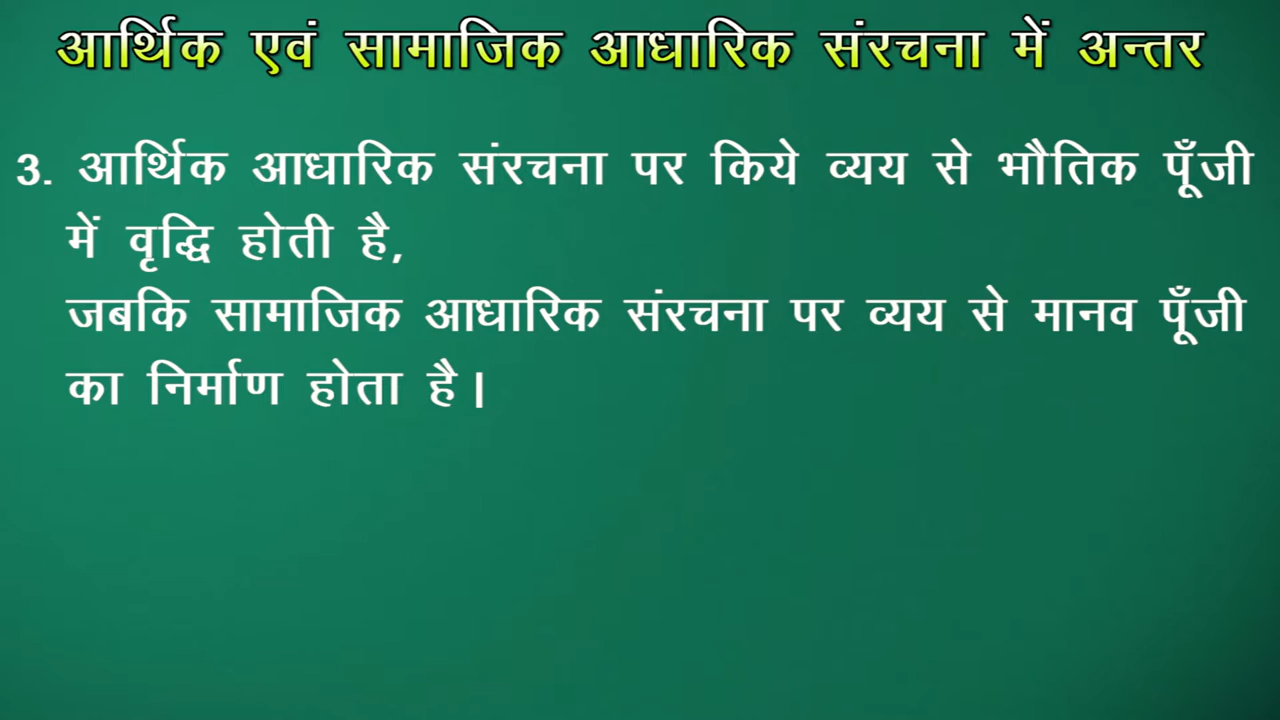 आर्थिक एवं सामाजिक आधारिक संरचना में अन्तर
3. आर्थिक आधारिक संरचना पर किये व्यय से भौतिक पूँजी
में वृद्धि होती है,
जबकि सामाजिक आधारिक संरचना पर व्यय से मानव पूँजी
का निर्माण होता है।